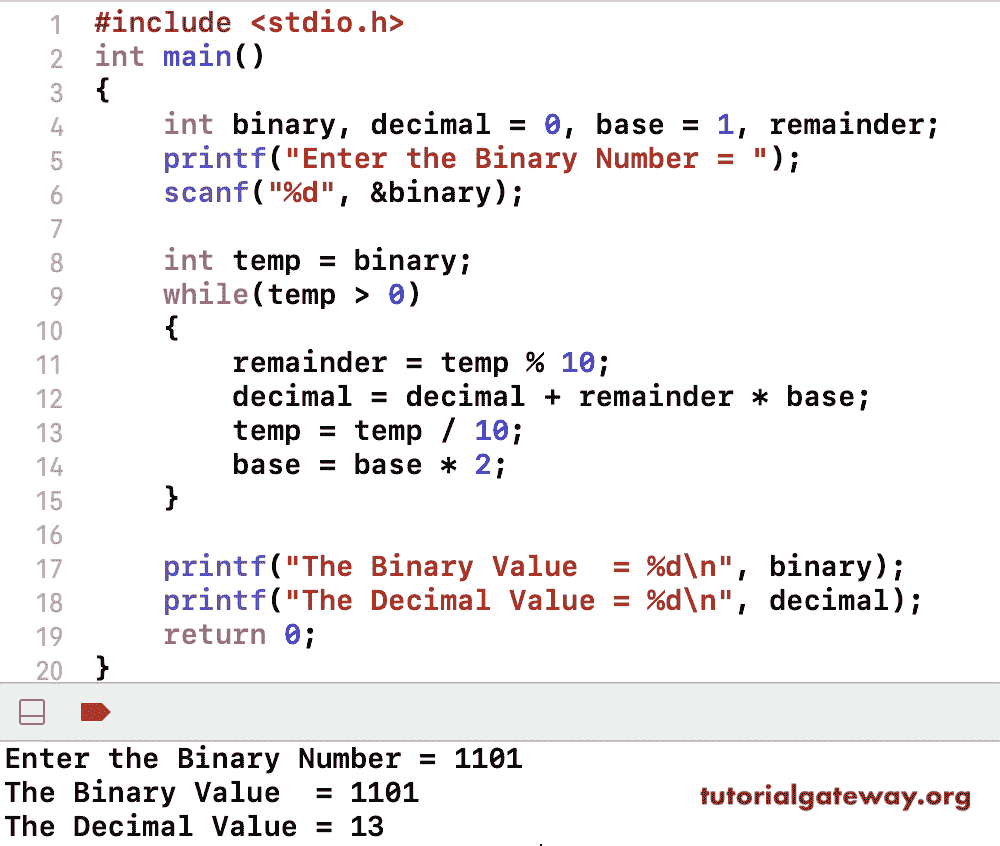 1 #include <stdio.h>
2 int main()
3 {
4     int binary, decimal = 0, base = 1, remainder;
5     printf("Enter the Binary Number = ");
6     scanf("%d", &binary);
7
8     int temp = binary;
9     while(temp > 0)
10     {
11         remainder = temp % 10;
12         decimal = decimal + remainder * base;
13         temp = temp / 10;
14         base = base * 2;
15     }
16
17     printf("The Binary Value  = %d\n", binary);
18     printf("The Decimal Value = %d\n", decimal);
19     return 0;
20 }
Enter the Binary Number = 1101
The Binary Value  = 1101
The Decimal Value = 13
tutorialgateway.org